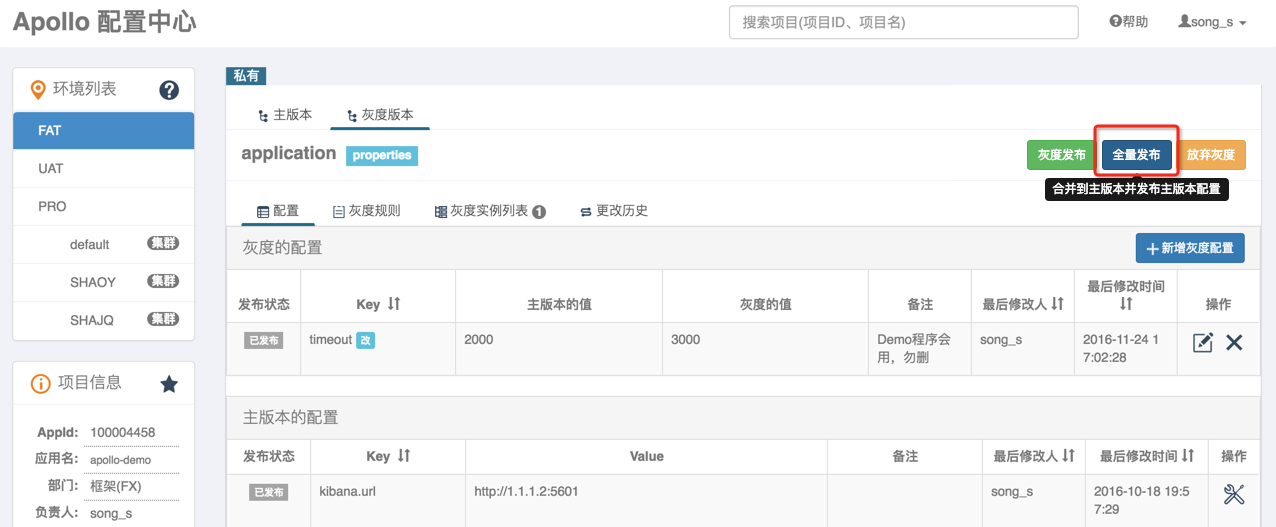 Apollo 配置中心
搜索项目(项目ID、项目名)
帮助
song_s
环境列表
FAT
UAT
PRO
default 集群
SHAOY 集群
SHAJQ 集群
项目信息
AppId: 100004458
应用名: apollo-demo
部门: 框架(FX)
负责人: song_s
私有
主版本 灰度版本
application properties
灰度发布 全量发布 放弃灰度
合并到主版本并发布主版本配置
配置 灰度规则 灰度实例列表 1 更改历史
灰度的配置
新增灰度配置
发布状态 Key 主版本的值 灰度的值 备注 最后修改人 最后修改时间 操作
已发布 timeout 改 2000 3000 Demo程序会 song_s 2016-11-24 1
用，勿删 7:02:28
主版本的配置
发布状态 Key Value 备注 最后修改人 最后修改时间 操作
已发布 kibana.url http://1.1.1.2:5601 song_s 2016-10-18 19:5
7:29